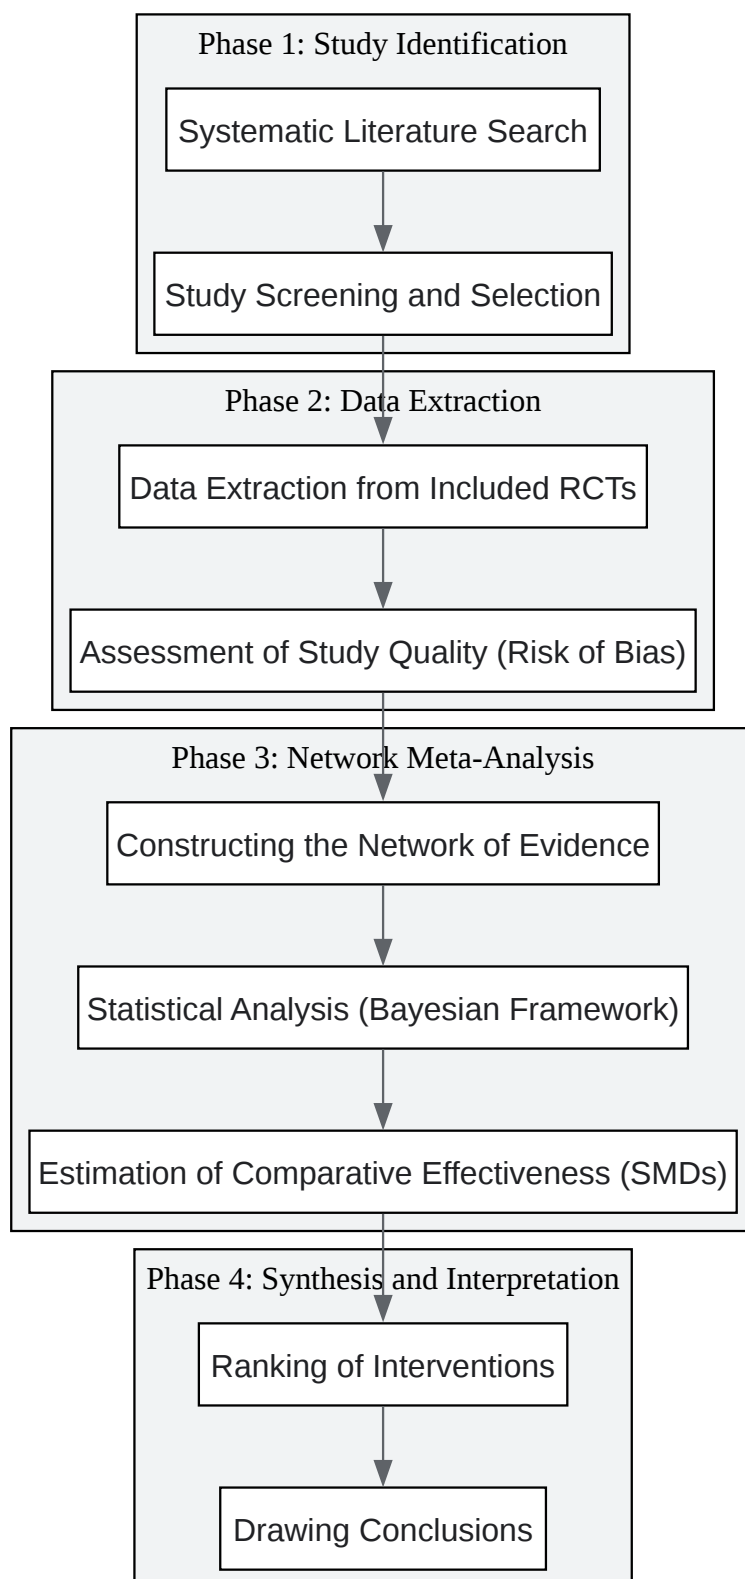 Phase 1: Study Identification
Systematic Literature Search
Study Screening and Selection
Phase 2: Data Extraction
Data Extraction from Included RCTs
Assessment of Study Quality (Risk of Bias)
Phase 3: Network Meta-Analysis
Constructing the Network of Evidence
Statistical Analysis (Bayesian Framework)
Estimation of Comparative Effectiveness (SMDs)
Phase 4: Synthesis and Interpretation
Ranking of Interventions
Drawing Conclusions